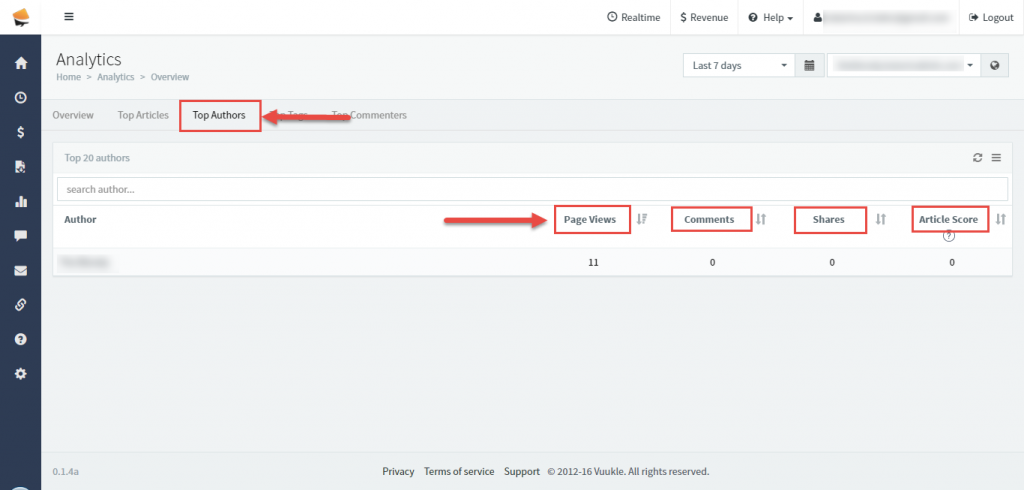 Realtime $ Revenue Help Logout
Analytics
Home > Analytics > Overview
Last 7 days
Overview Top Articles Top Authors Tags Top Commenters
Top 20 authors
search author...
Author Page Views Comments Shares Article Score
11 0 0 0
0.1.4a Privacy Terms of service Support © 2012-16 Vuukle. All rights reserved.